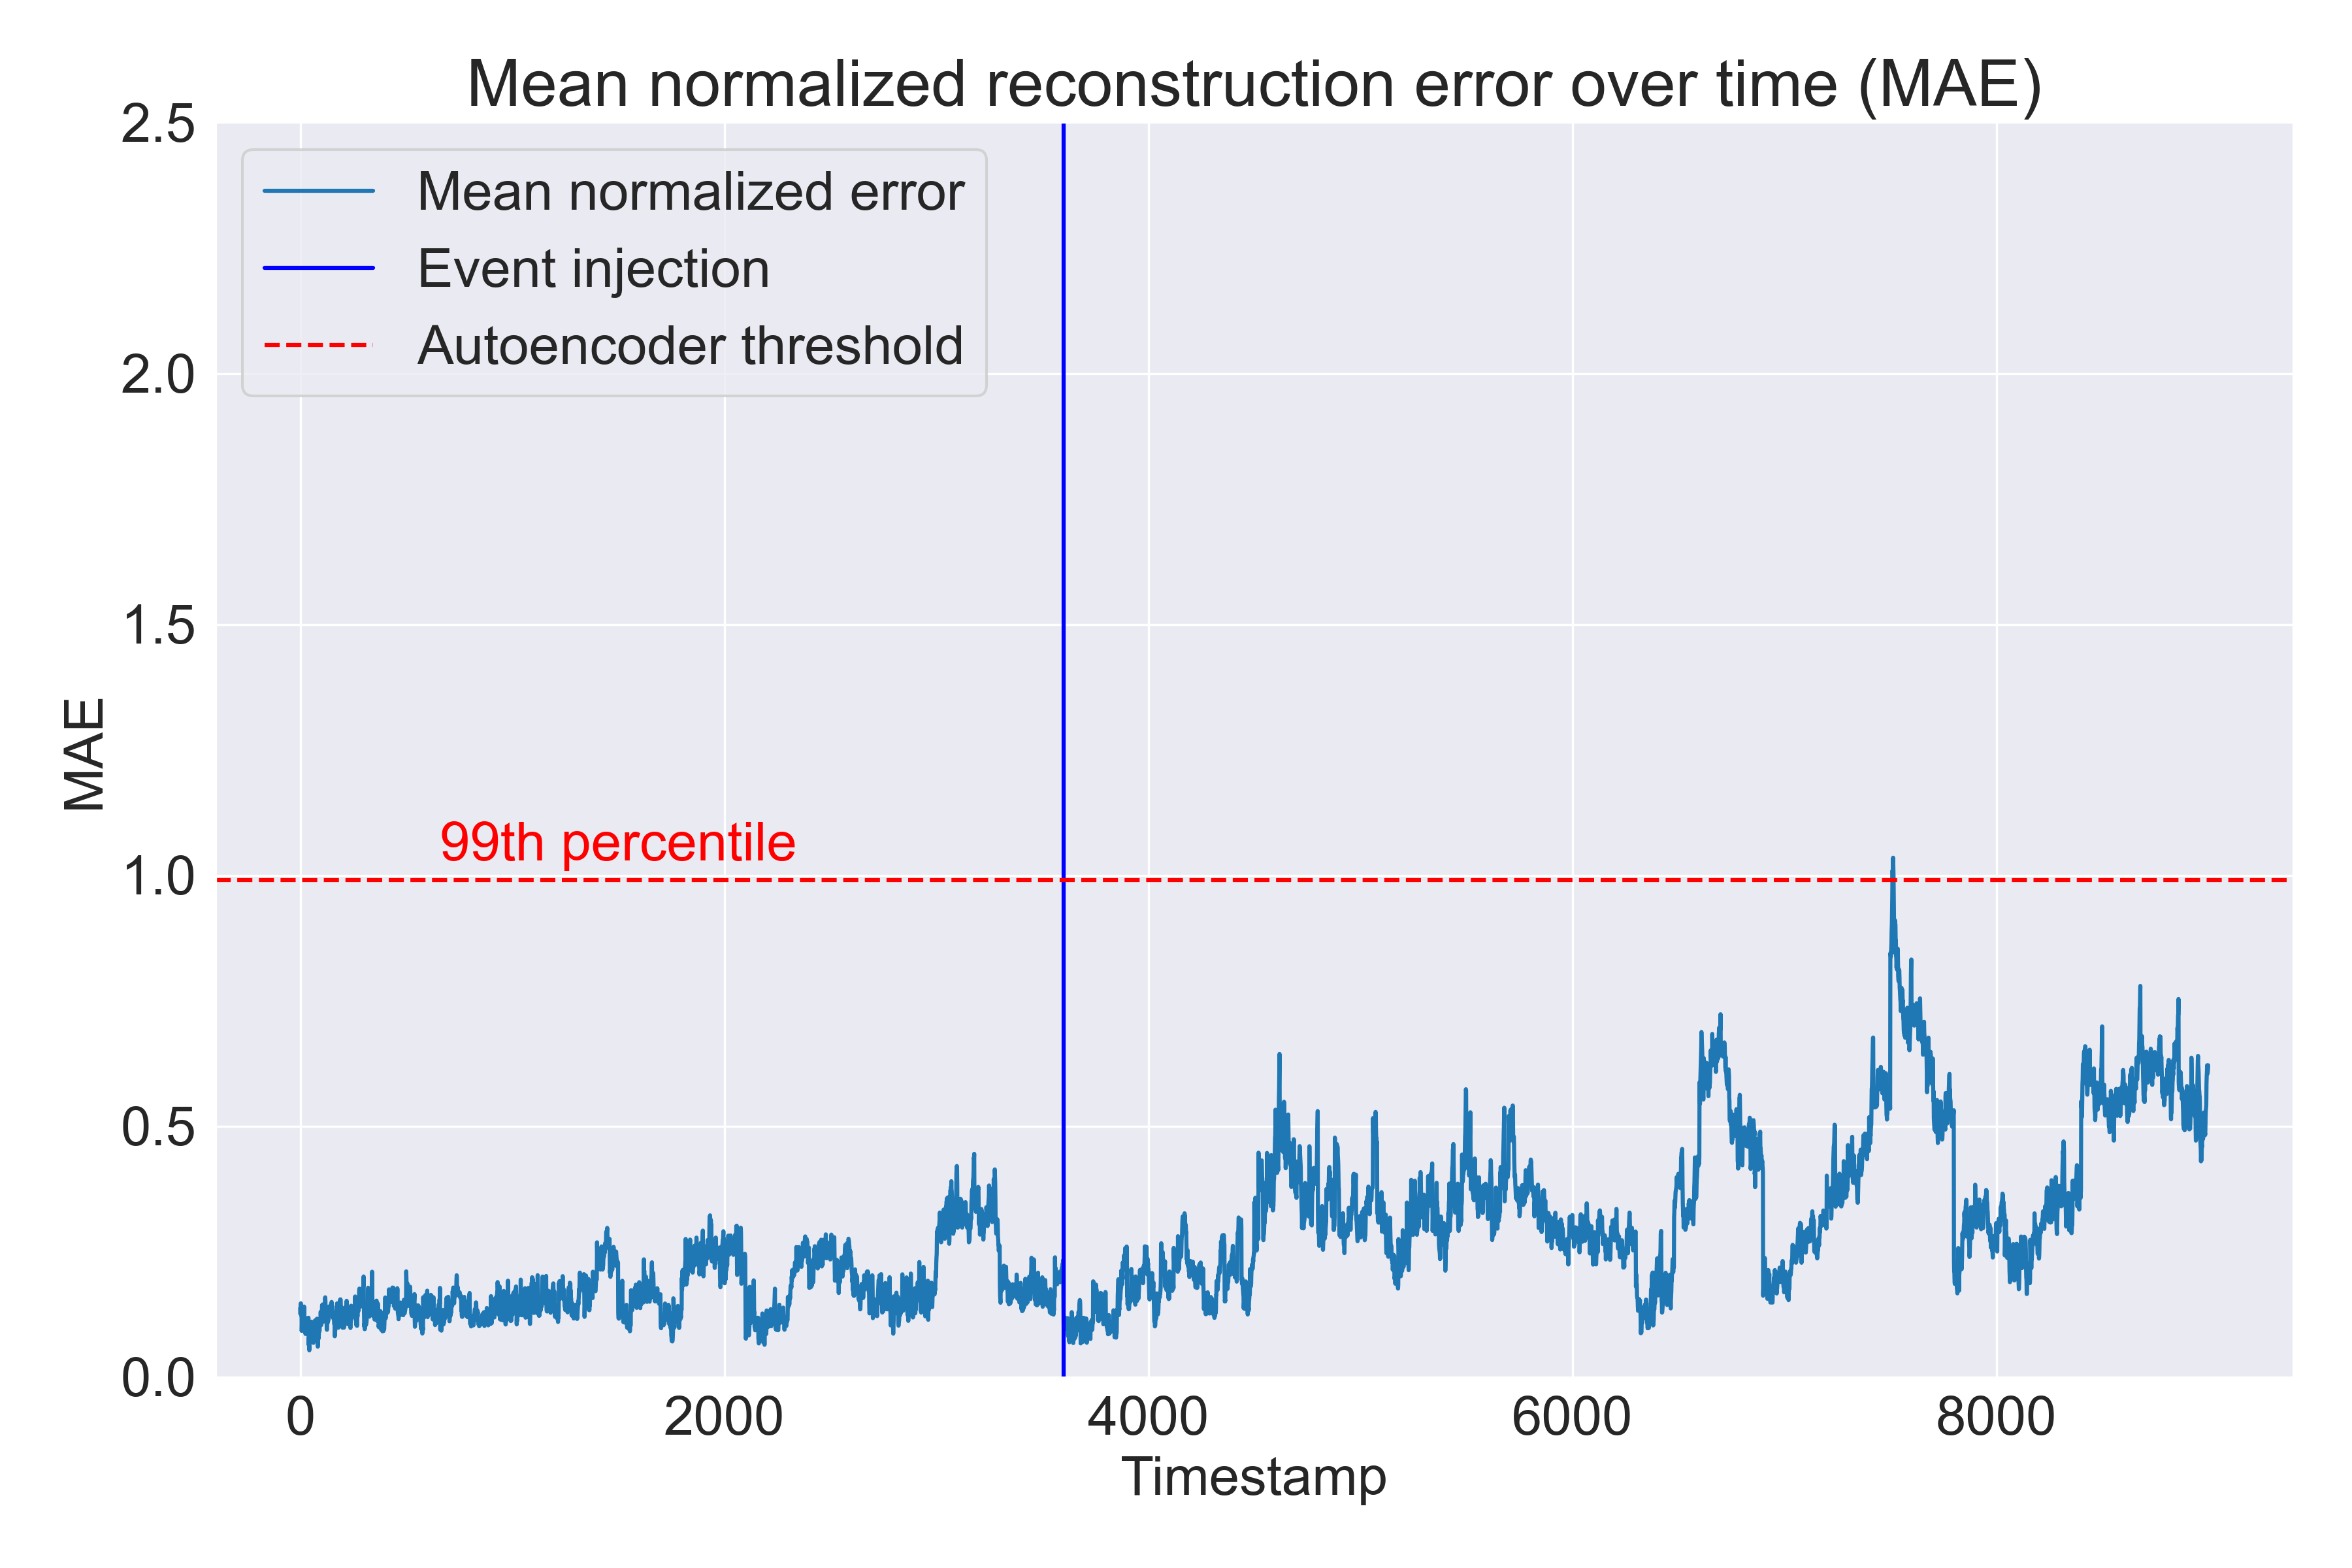 Mean normalized reconstruction error over time (MAE)
2.5
Mean normalized error
Event injection
Autoencoder threshold
2.0
1.5
MAE
99th percentile
1.0
0.5
0.0
0 2000 4000 6000 8000
Timestamp